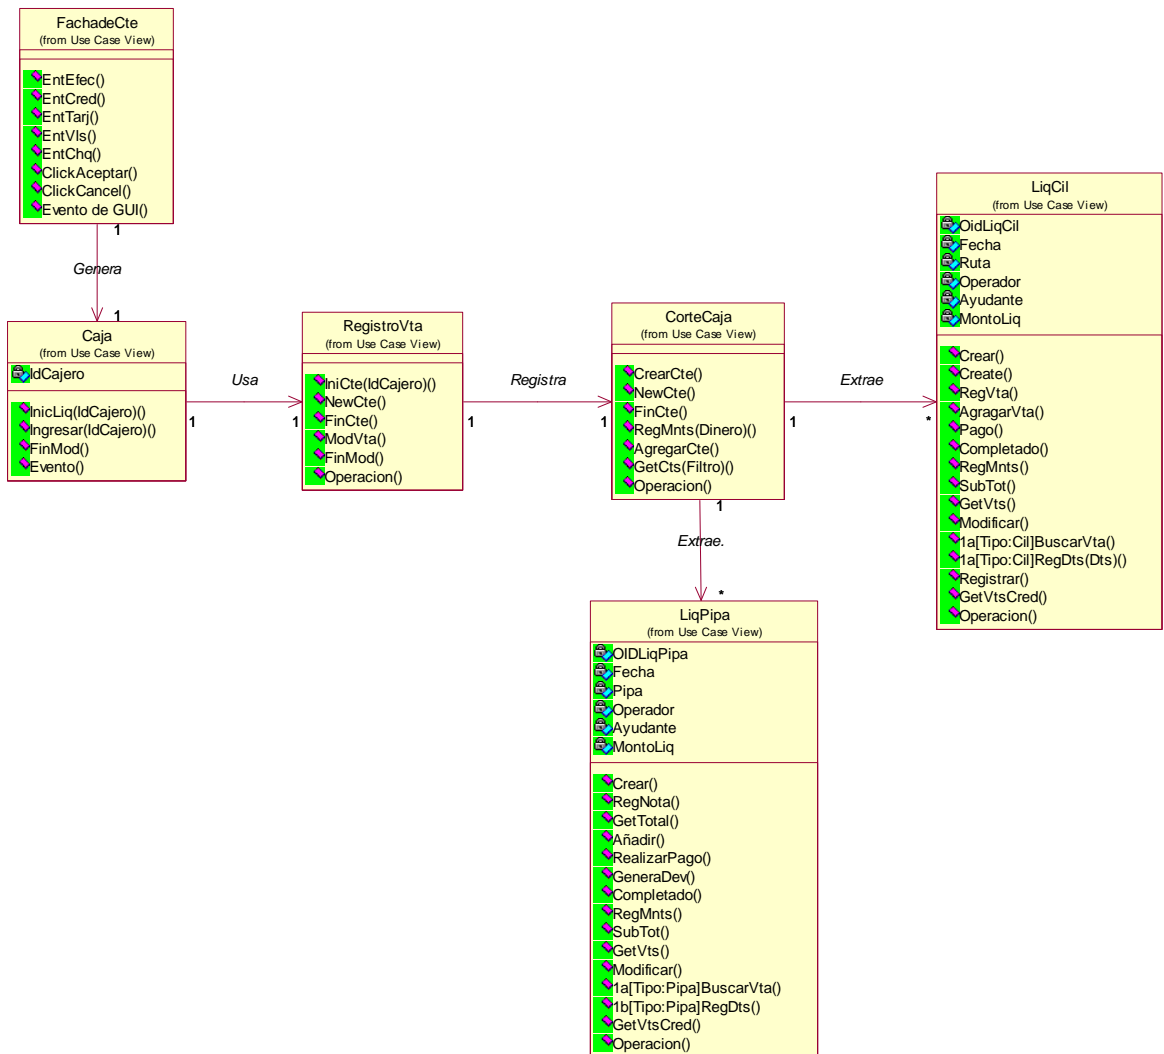 FachadeCte
(from Use Case View)
EntEfec()
EntCred()
EntTarj()
EntVls()
EntChq()
ClickAceptar()
ClickCancel()
Evento de GUI()
1
Genera
1
Caja
(from Use Case View)
IdCajero
InicLiq(IdCajero)()
Ingresar(IdCajero)()
FinMod()
Evento()
Usa
1
1
RegistroVta
(from Use Case View)
IniCte(IdCajero)()
NewCte()
FinCte()
ModVta()
FinMod()
Operacion()
Registra
1
1
CorteCaja
(from Use Case View)
CrearCte()
NewCte()
FinCte()
RegMnts(Dinero)()
AgregarCte()
GetCts(Filtro)()
Operacion()
Extrae
1
*
LiqCil
(from Use Case View)
OidLiqCil
Fecha
Ruta
Operador
Ayudante
MontoLiq
Crear()
Create()
RegVta()
AgragarVta()
Pago()
Completado()
RegMnts()
SubTot()
GetVts()
Modificar()
1a[Tipo:Cil]BuscarVta()
1a[Tipo:Cil]RegDts(Dts)()
Registrar()
GetVtsCred()
Operacion()
1
Extrae.
*
LiqPipa
(from Use Case View)
OIDLiqPipa
Fecha
Pipa
Operador
Ayudante
MontoLiq
Crear()
RegNota()
GetTotal()
Añadir()
RealizarPago()
GeneraDev()
Completado()
RegMnts()
SubTot()
GetVts()
Modificar()
1a[Tipo:Pipa]BuscarVta()
1b[Tipo:Pipa]RegDts()
GetVtsCred()
Operacion()